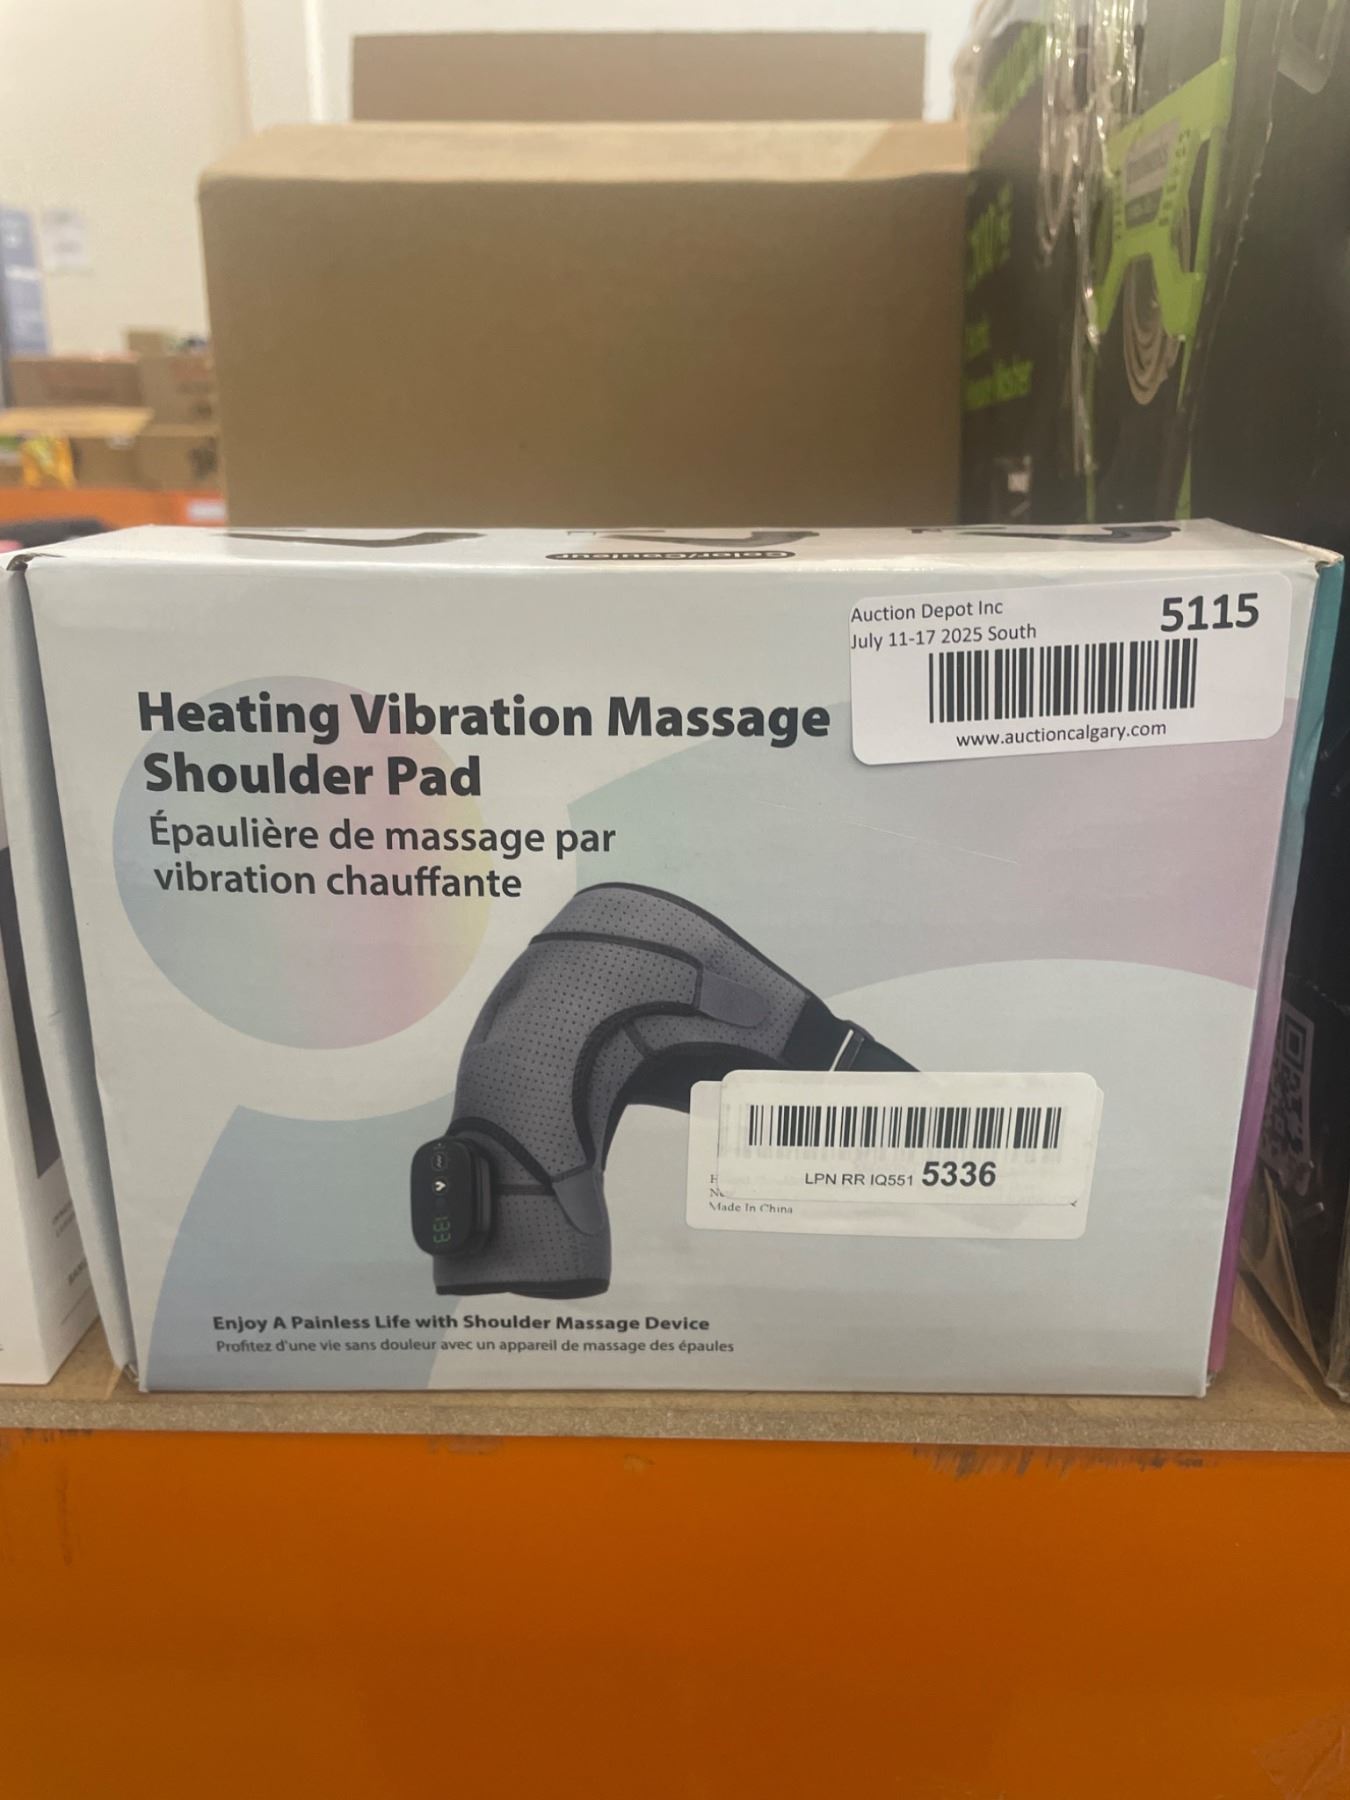 Color/Couleur
Auction Depot Inc
5115
July 11-17 2025 South
www.auctioncalgary.com
Heating Vibration Massage
Shoulder Pad
Épaulière de massage par
vibration chauffante
133
LPN RR IQ551 5336
Made In China
Enjoy A Painless Life with Shoulder Massage Device
Profitez d'une vie sans douleur avec un appareil de massage des épaules